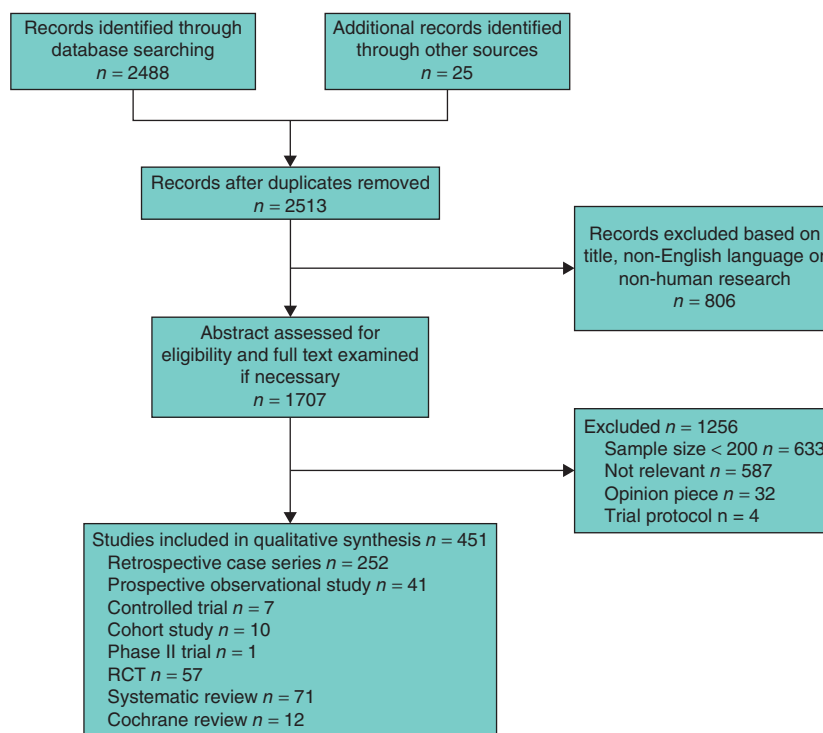 Records identified through
database searching
n = 2488
Additional records identified
through other sources
n = 25
Records after duplicates removed
n = 2513
Records excluded based on
title, non-English language or
non-human research
n = 806
Abstract assessed for
eligibility and full text examined
if necessary
n = 1707
Excluded n = 1256
Sample size < 200 n = 633
Not relevant n = 587
Opinion piece n = 32
Trial protocol n = 4
Studies included in qualitative synthesis n = 451
Retrospective case series n = 252
Prospective observational study n = 41
Controlled trial n = 7
Cohort study n = 10
Phase II trial n = 1
RCT n = 57
Systematic review n = 71
Cochrane review n = 12